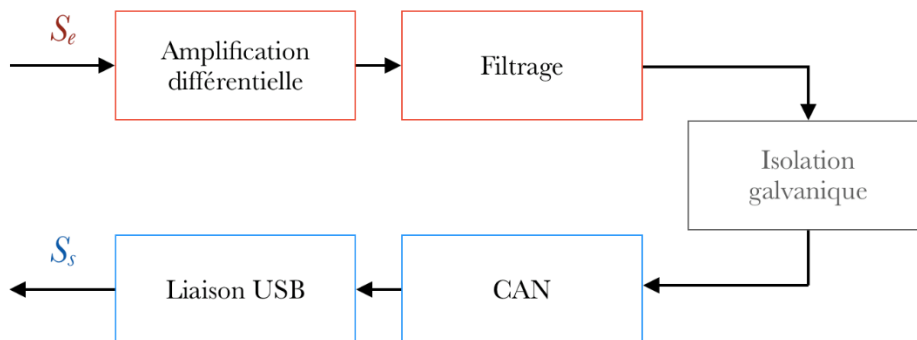 Se
Amplification
différentielle
Filtrage
Isolation
galvanique
Ss
Liaison USB
CAN